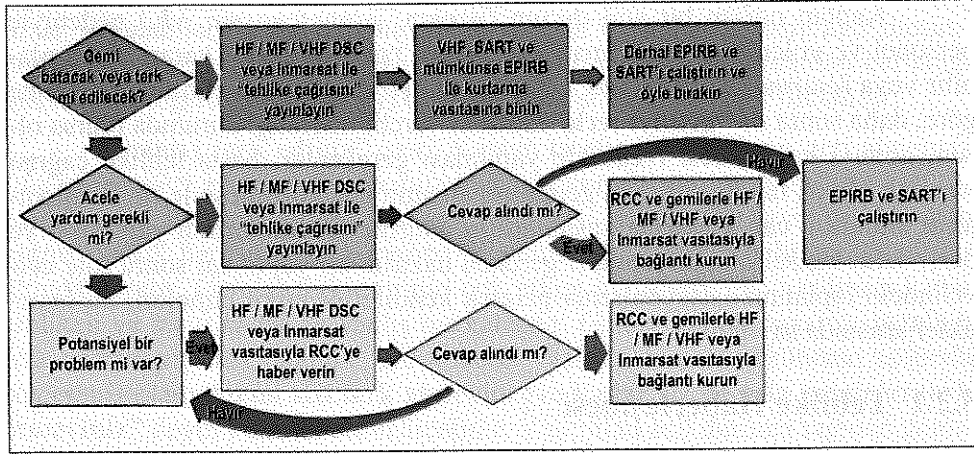 Gemi
batacak veya terk
mi edilecek?
HF / MF / VHF DSC
veya Inmarsat ile
"tehlike çağrısını"
yayınlayın
VHF, SART ve
mümkünse EPIRB
ile kurtarma
vasıtasına binin
Derhal EPIRB ve
SART'ı çalıştırın ve
öyle bırakın
Acele
yardım gerekli
mi?
HF / MF / VHF DSC
veya Inmarsat ile
"tehlike çağrısını"
yayınlayın
Cevap alındı mı?
Hayır
EPIRB ve SART'ı
çalıştırın
Evet
RCC ve gemilerle HF /
MF / VHF veya
Inmarsat vasıtasıyla
bağlantı kurun
Potansiyel bir
problem mi var?
Evet
HF / MF / VHF DSC
veya Inmarsat
vasıtasıyla RCC'ye
haber verin
Cevap alındı mı?
RCC ve gemilerle HF
/ MF / VHF veya
Inmarsat vasıtasıyla
bağlantı kurun
Hayır